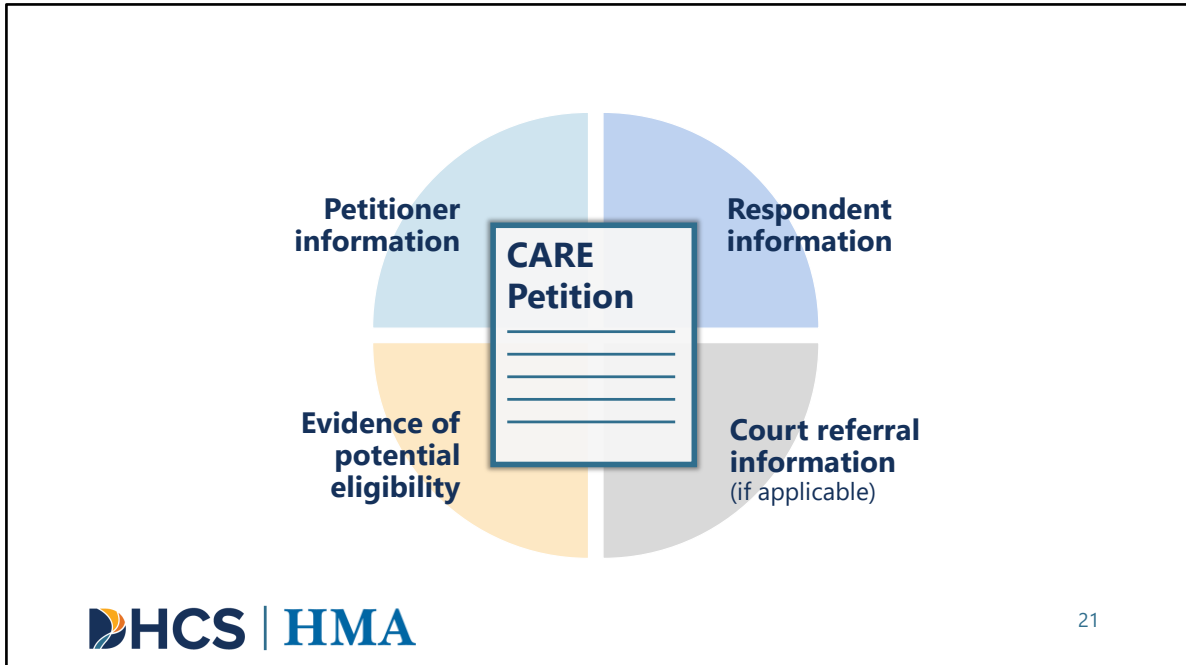 Petitioner
information
Respondent
information
CARE
Petition
Evidence of
potential
eligibility
Court referral
information
(if applicable)
DHCS | HMA
21